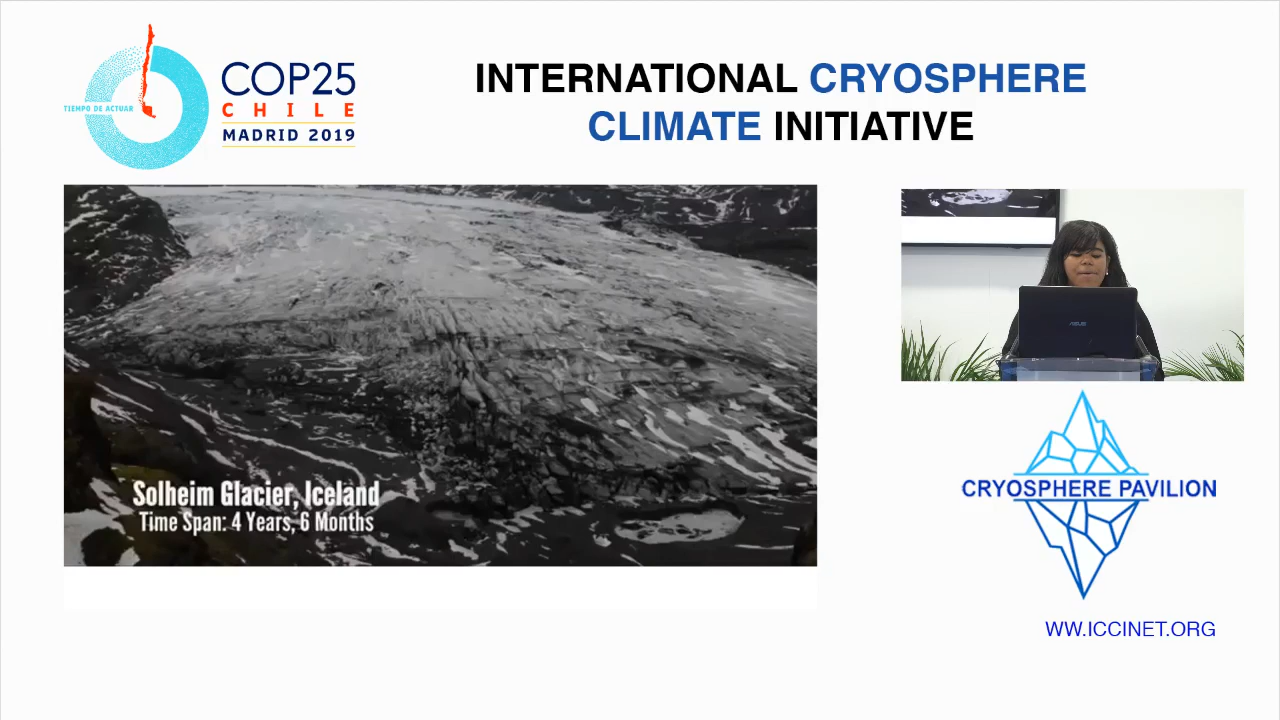 TIEMPO DE ACTUAR
COP25
CHILE
MADRID 2019
INTERNATIONAL CRYOSPHERE
CLIMATE INITIATIVE
Solheim Glacier, Iceland
Time Span: 4 Years, 6 Months
ASUS
CRYOSPHERE PAVILION
WW.ICCINET.ORG